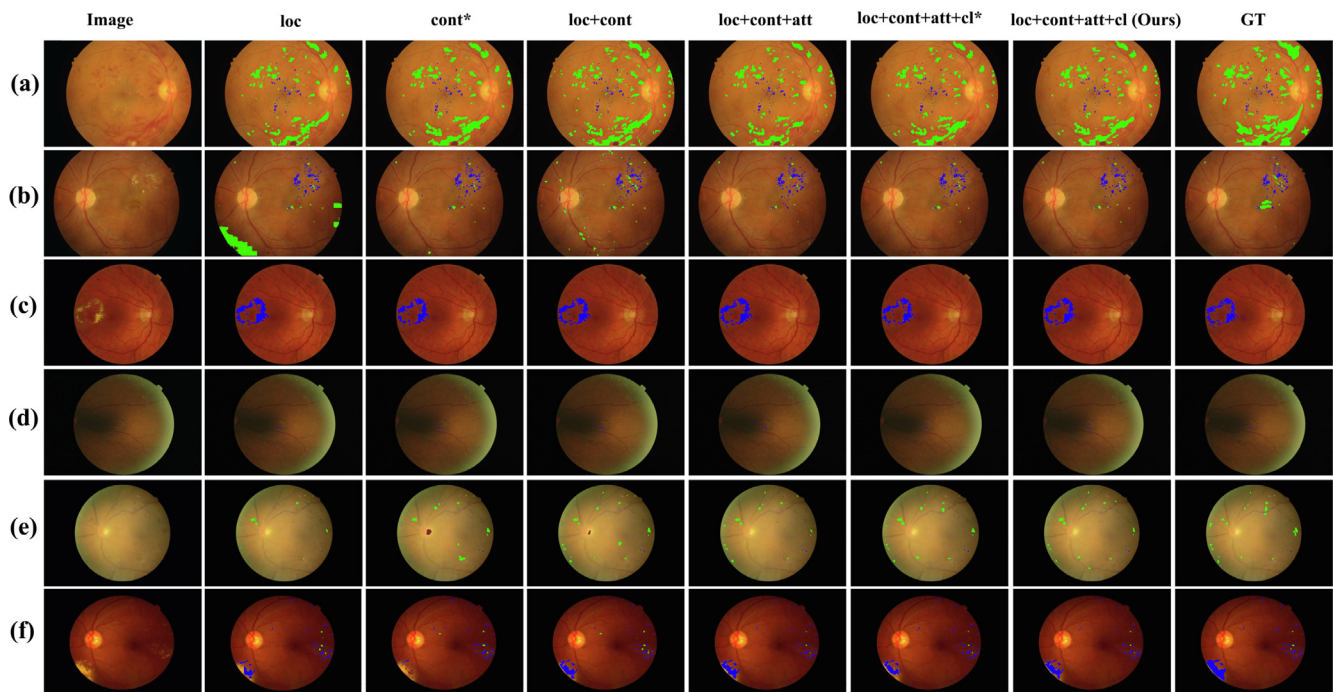 Image loc cont* loc+cont loc+cont+att loc+cont+att+cl* loc+cont+att+cl (Ours) GT
(a)
(b)
(c)
(d)
(e)
(f)